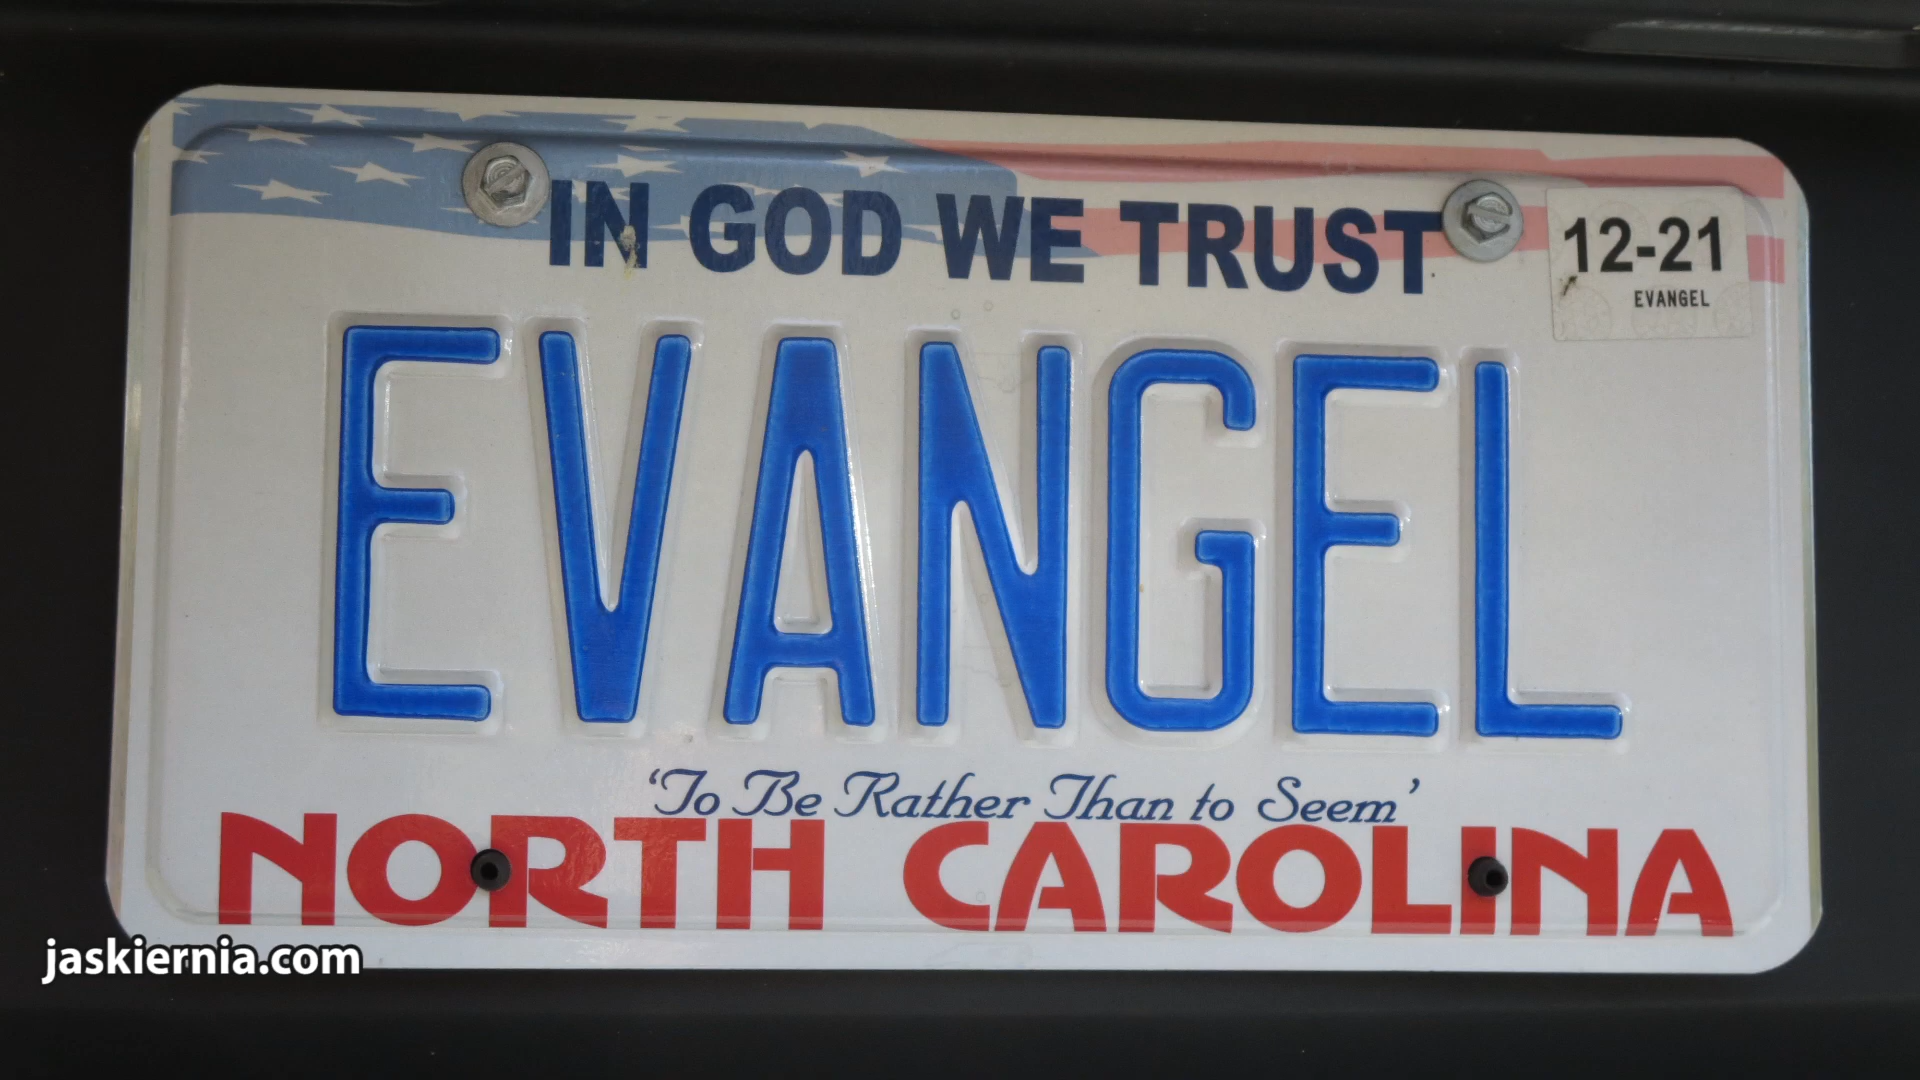 IN GOD WE TRUST
12-21
EVANGEL
EVANGEL
‘To Be Rather Than to Seem’
NORTH CAROLINA
jaskiernia.com